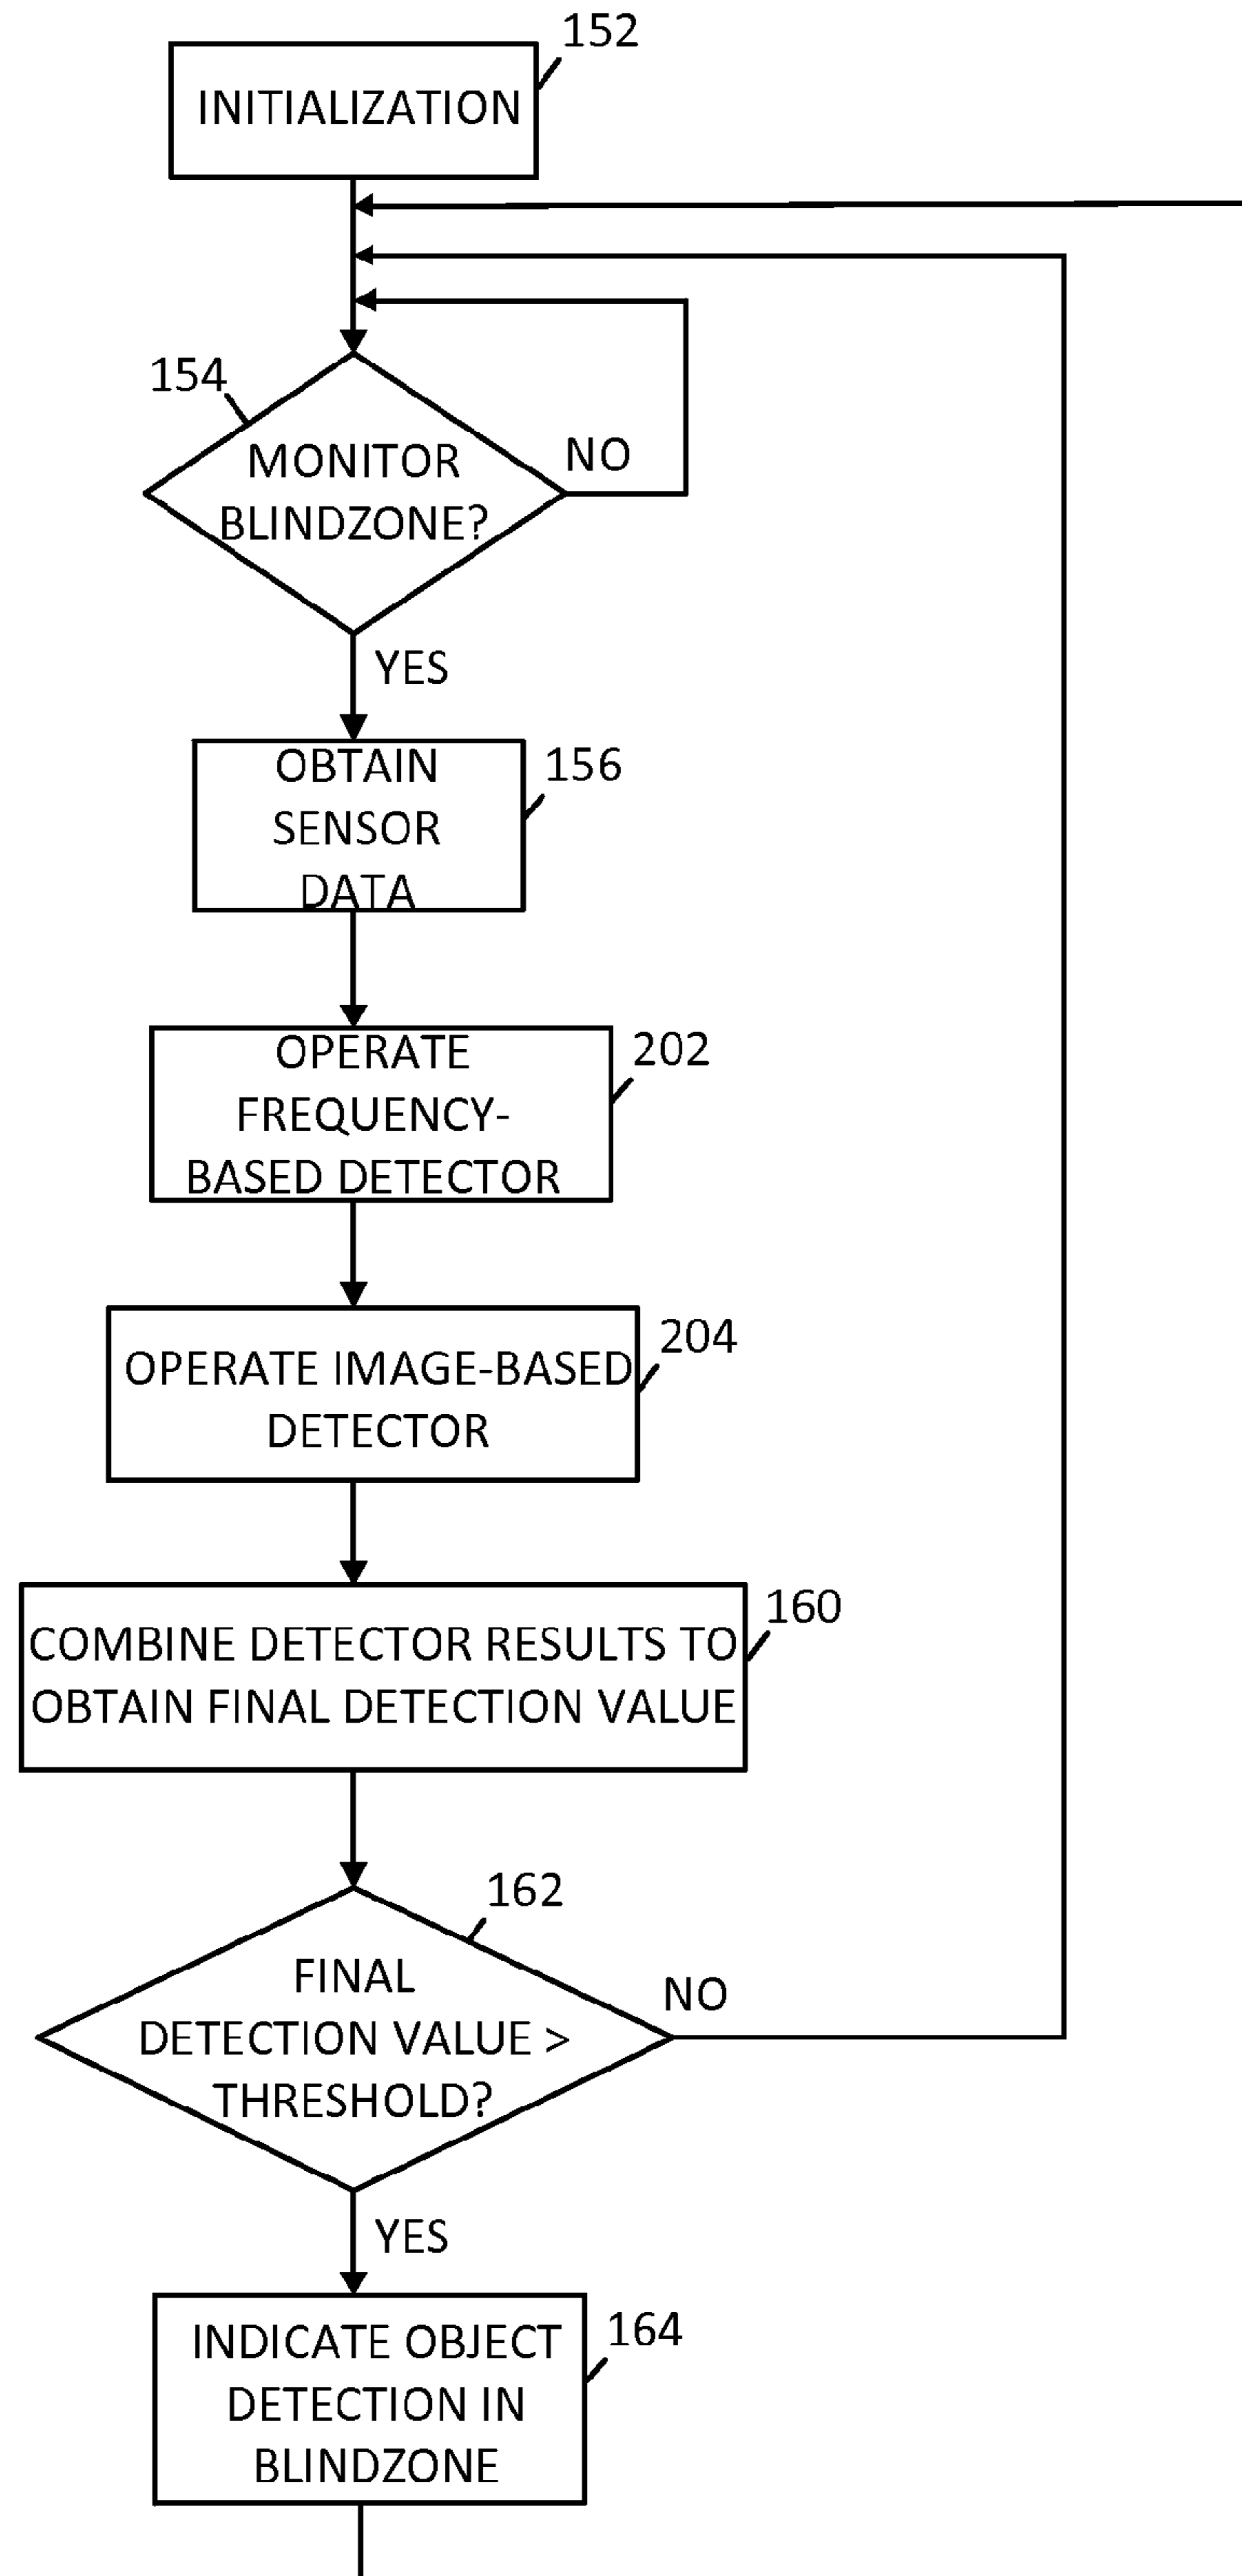 152
INITIALIZATION
154
MONITOR
BLINDZONE?
NO
YES
OBTAIN
SENSOR
DATA
156
OPERATE
FREQUENCY-
BASED DETECTOR
202
OPERATE IMAGE-BASED
DETECTOR
204
COMBINE DETECTOR RESULTS TO
OBTAIN FINAL DETECTION VALUE
160
162
FINAL
DETECTION VALUE >
THRESHOLD?
NO
YES
INDICATE OBJECT
DETECTION IN
BLINDZONE
164